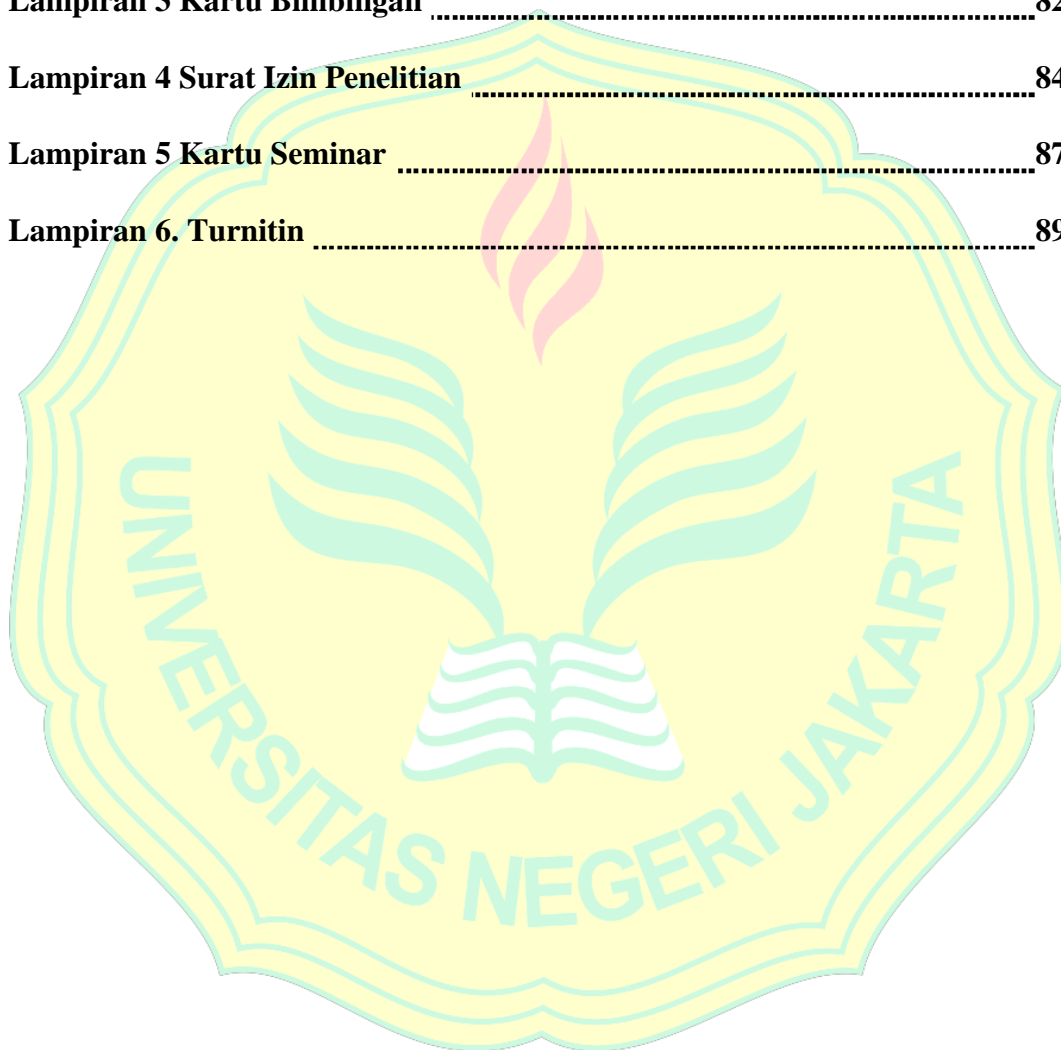 Lampiran 3 Kartu Bimbingan 82
Lampiran 4 Surat Izin Penelitian 84
Lampiran 5 Kartu Seminar 87
Lampiran 6. Turnitin 89
UNIVERSITAS NEGERI JAKARTA